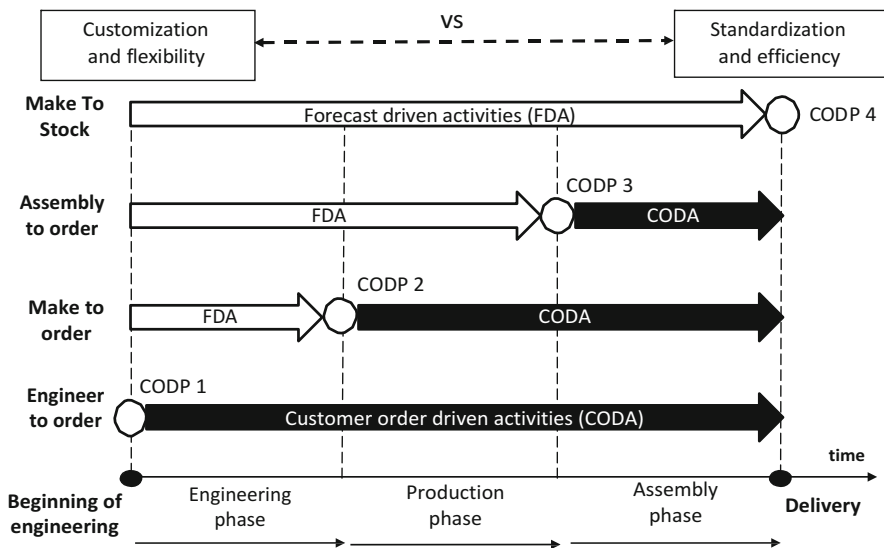 Customization
and flexibility
VS
Standardization
and efficiency
Make To
Stock
Forecast driven activities (FDA)
CODP 4
Assembly
to order
FDA
CODP 3
CODA
Make to
order
FDA
CODP 2
CODA
Engineer
to order
CODP 1
Customer order driven activities (CODA)
time
Beginning of
engineering
Engineering
phase
Production
phase
Assembly
phase
Delivery